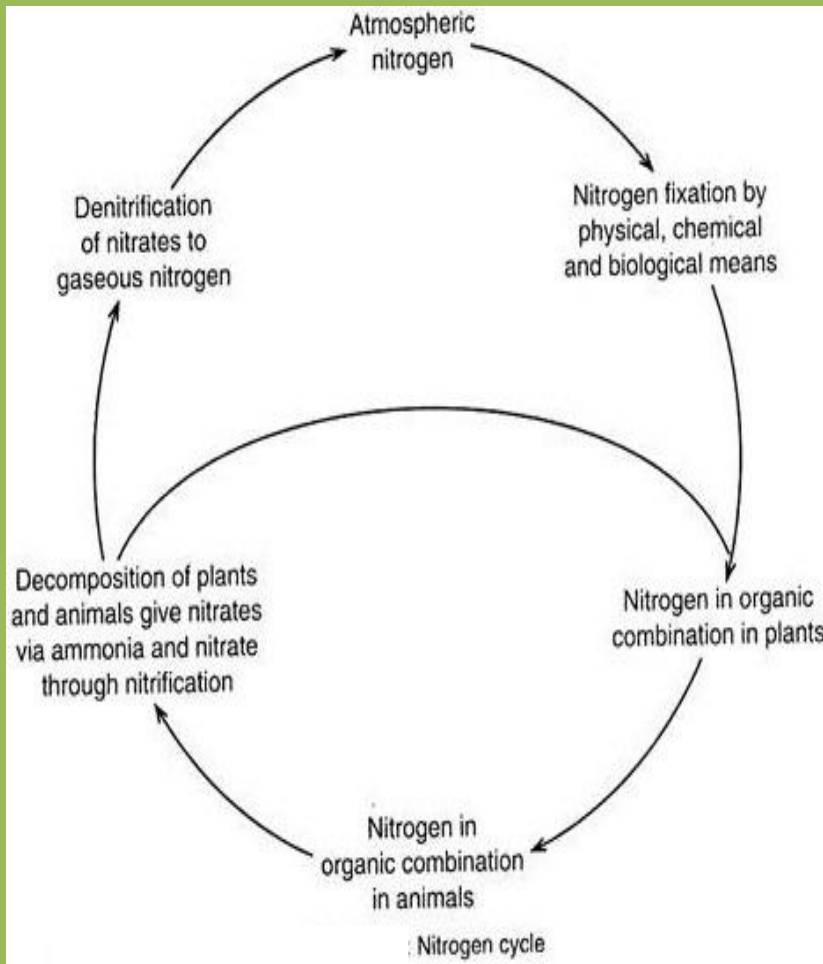 Atmospheric
nitrogen
Nitrogen fixation by
physical, chemical
and biological means
Denitrification
of nitrates to
gaseous nitrogen
Decomposition of plants
and animals give nitrates
via ammonia and nitrate
through nitrification
Nitrogen in organic
combination in plants
Nitrogen in
organic combination
in animals
: Nitrogen cycle